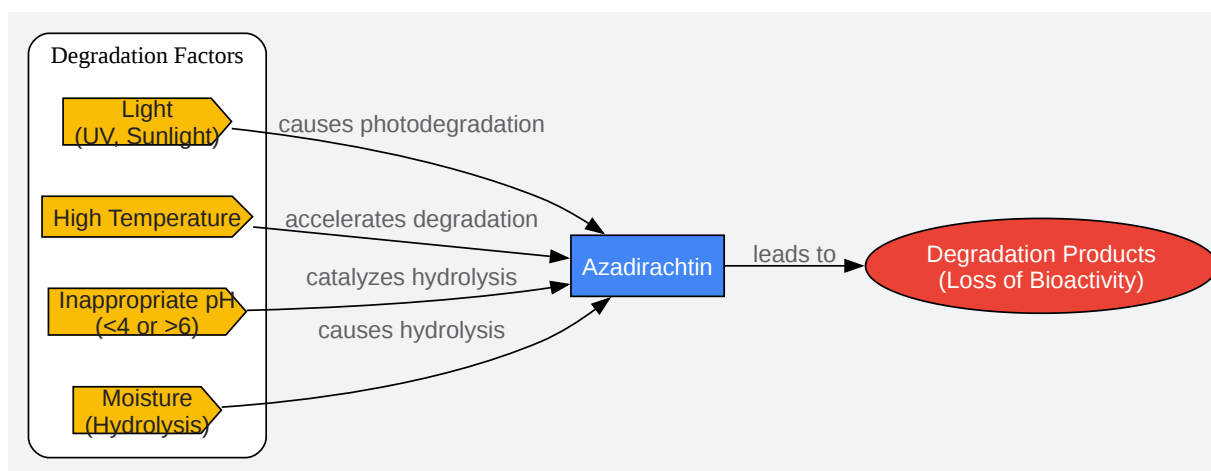 Degradation Factors
Light
(UV, Sunlight)
causes photodegradation
High Temperature
accelerates degradation
Inappropriate pH
(<4 or >6)
catalyzes hydrolysis
Moisture
(Hydrolysis)
causes hydrolysis
Azadirachtin
leads to
Degradation Products
(Loss of Bioactivity)